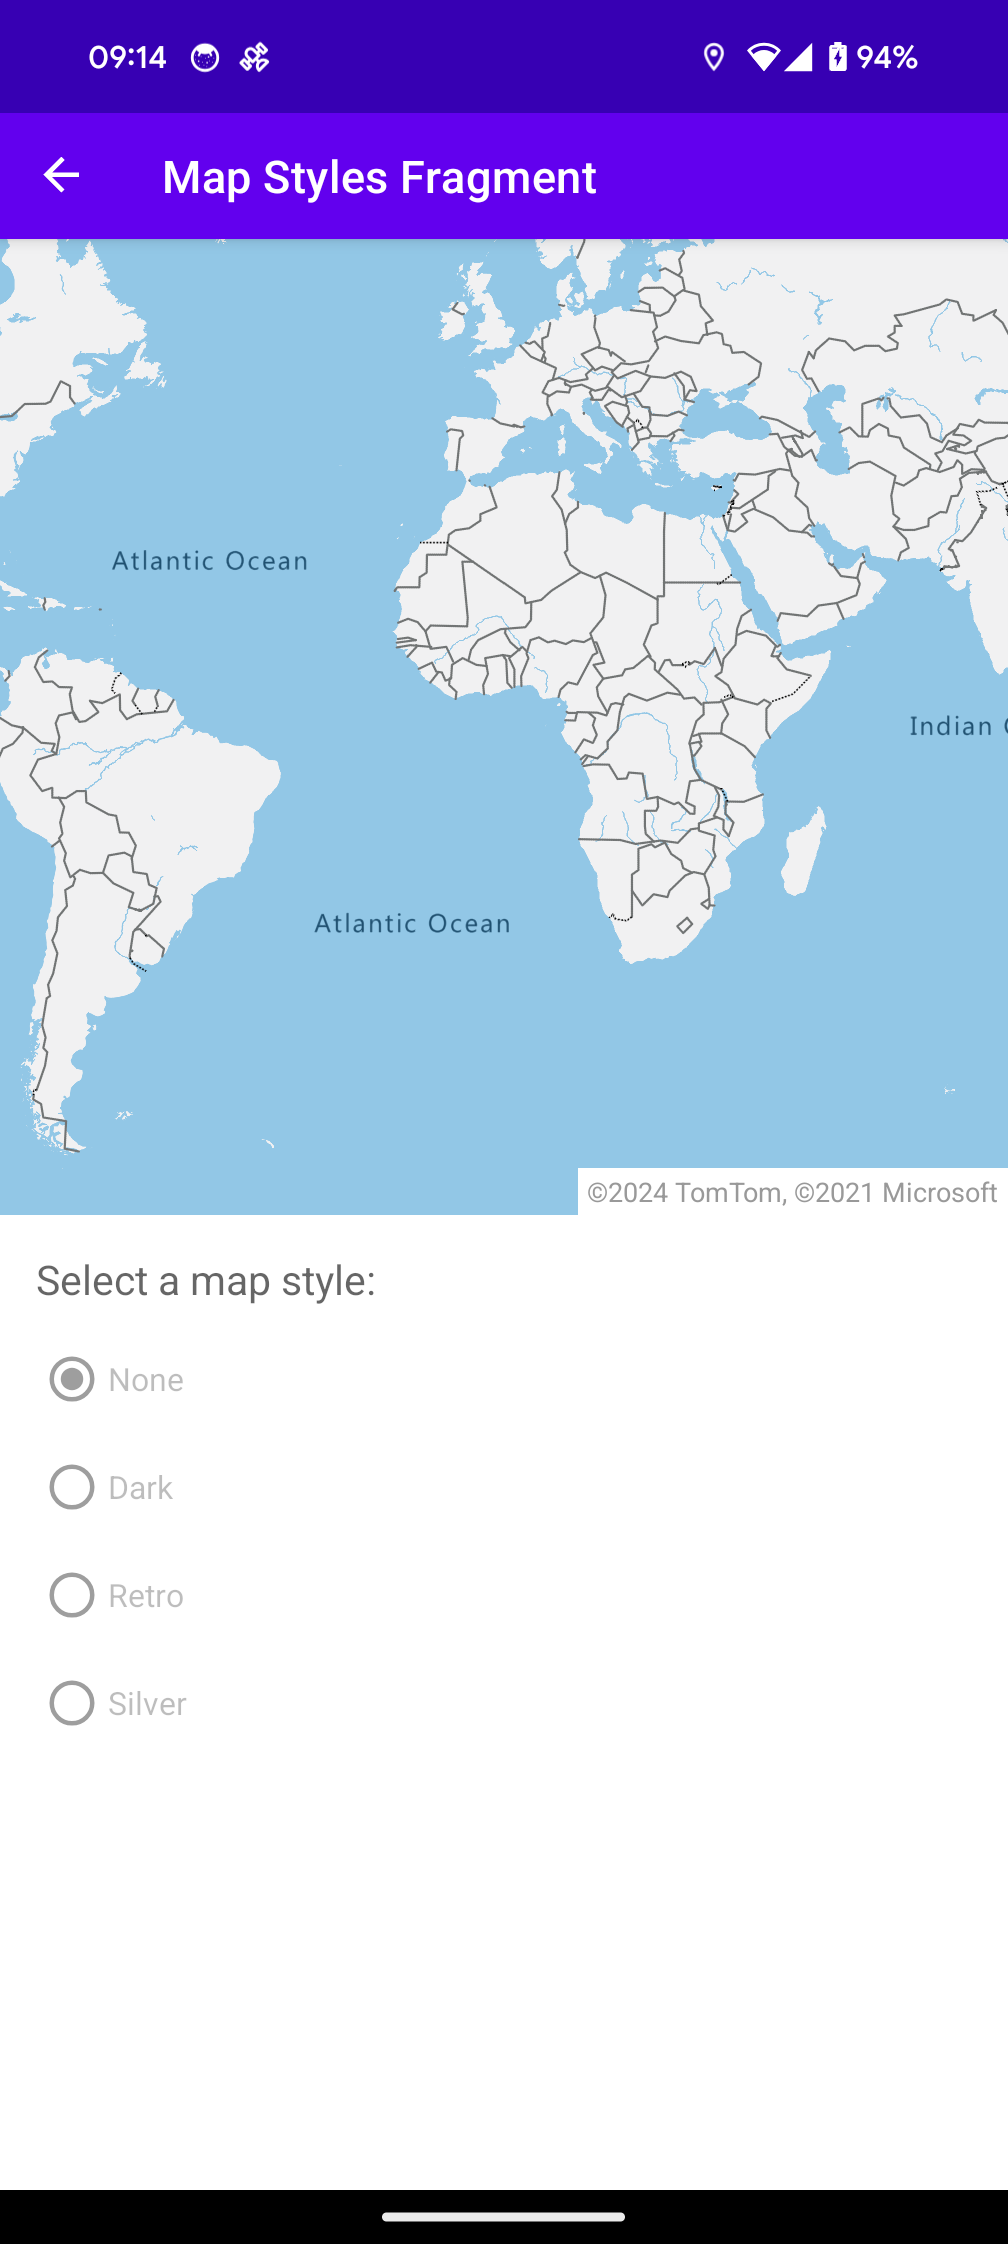 09:14
94%
Map Styles Fragment
Atlantic Ocean
Indian
Atlantic Ocean
©2024 TomTom, ©2021 Microsoft
Select a map style:
None
Dark
Retro
Silver